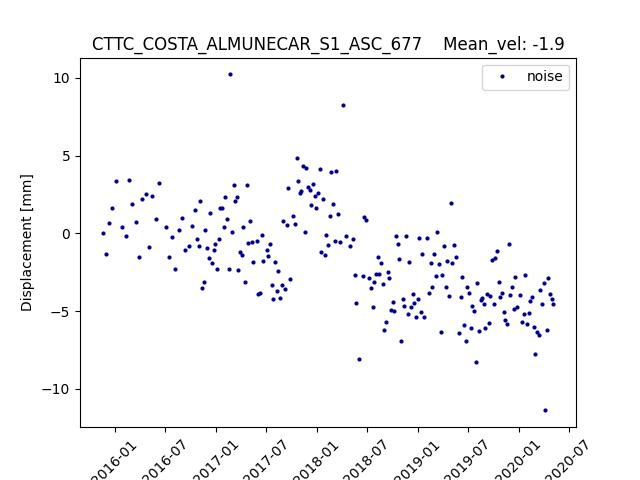 CTTC_COSTA_ALMUNECAR_S1_ASC_677 Mean_vel: -1.9
noise
Displacement [mm]
10
5
0
−5
−10
2016-01 2016-07 2017-01 2017-07 2018-01 2018-07 2019-01 2019-07 2020-01 2020-07